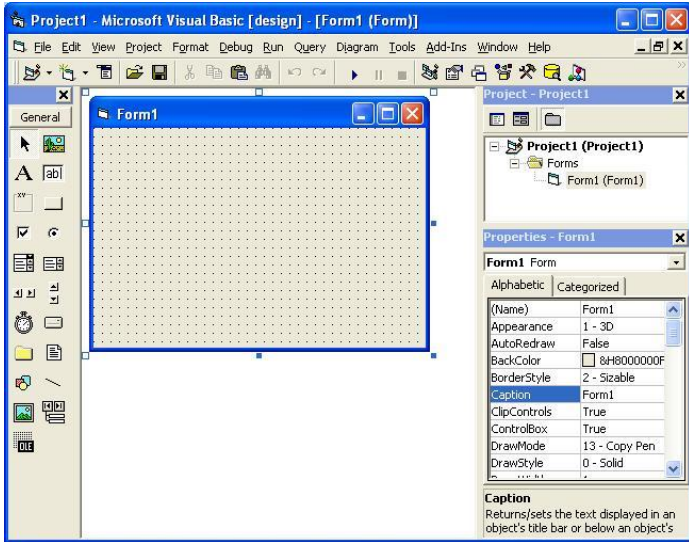 Project1 - Microsoft Visual Basic [design] - [Form1 (Form)]
File Edit View Project Format Debug Run Query Diagram Tools Add-Ins Window Help
General
A
ab|
xy
OLE
Form1
Project - Project1
Project1 (Project1)
Forms
Form1 (Form1)
Properties - Form1
Form1 Form
Alphabetic Categorized
(Name) Form1
Appearance 1 - 3D
AutoRedraw False
BackColor &H8000000F
BorderStyle 2 - Sizable
Caption Form1
ClipControls True
ControlBox True
DrawMode 13 - Copy Pen
DrawStyle 0 - Solid
Caption
Returns/sets the text displayed in an
object's title bar or below an object's